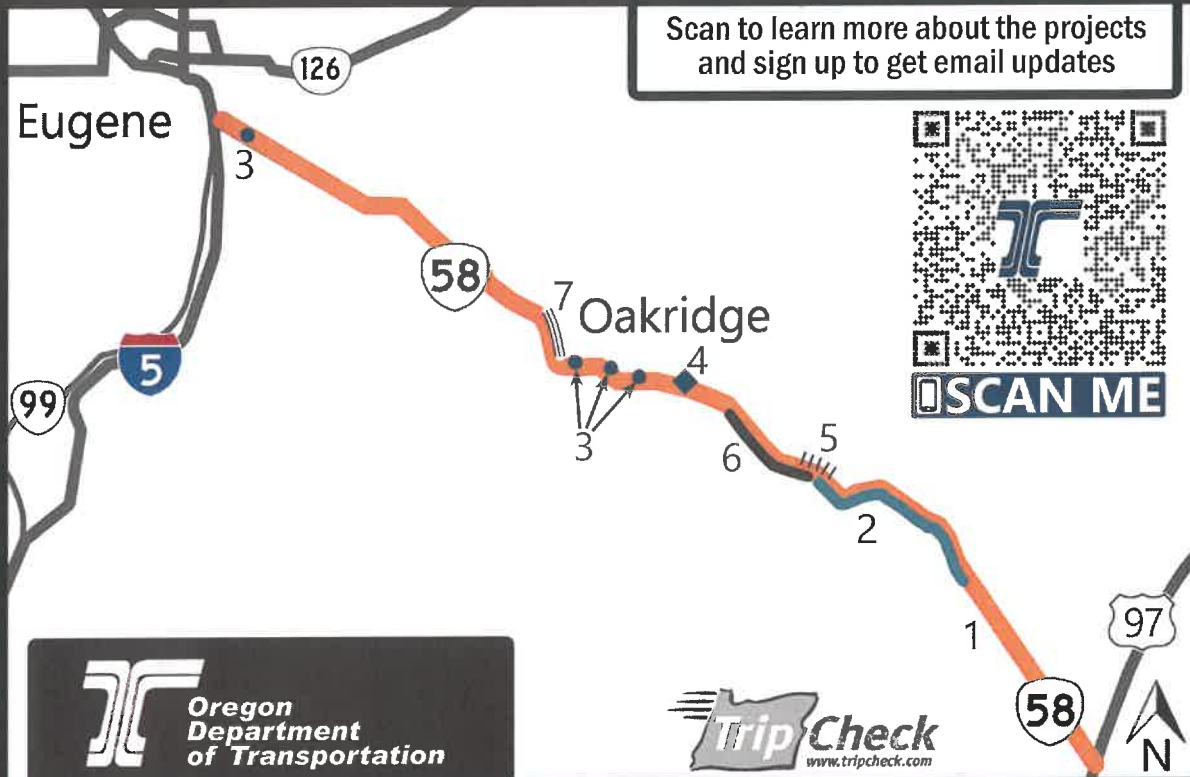 Scan to learn more about the projects
and sign up to get email updates
126
Eugene
3
58
7
Oakridge
4
5
SCAN ME
99
3
6
5
2
1
97
58
N
Oregon
Department
of Transportation
Trip Check
www.tripcheck.com